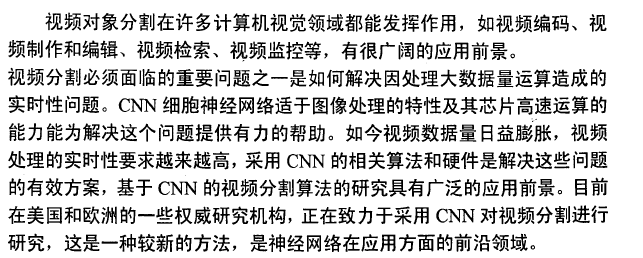 视频对象分割在许多计算机视觉领域都能发挥作用，如视频编码、视
频制作和编辑、视频检索、视频监控等，有很广阔的应用前景。
视频分割必须面临的重要问题之一是如何解决因处理大数据量运算造成的
实时性问题。CNN 细胞神经网络适于图像处理的特性及其芯片高速运算的
能力能为解决这个问题提供有力的帮助。如今视频数据量日益膨胀，视频
处理的实时性要求越来越高，采用 CNN 的相关算法和硬件是解决这些问题
的有效方案，基于 CNN 的视频分割算法的研究具有广泛的应用前景。目前
在美国和欧洲的一些权威研究机构，正在致力于采用 CNN 对视频分割进行
研究，这是一种较新的方法，是神经网络在应用方面的前沿领域。